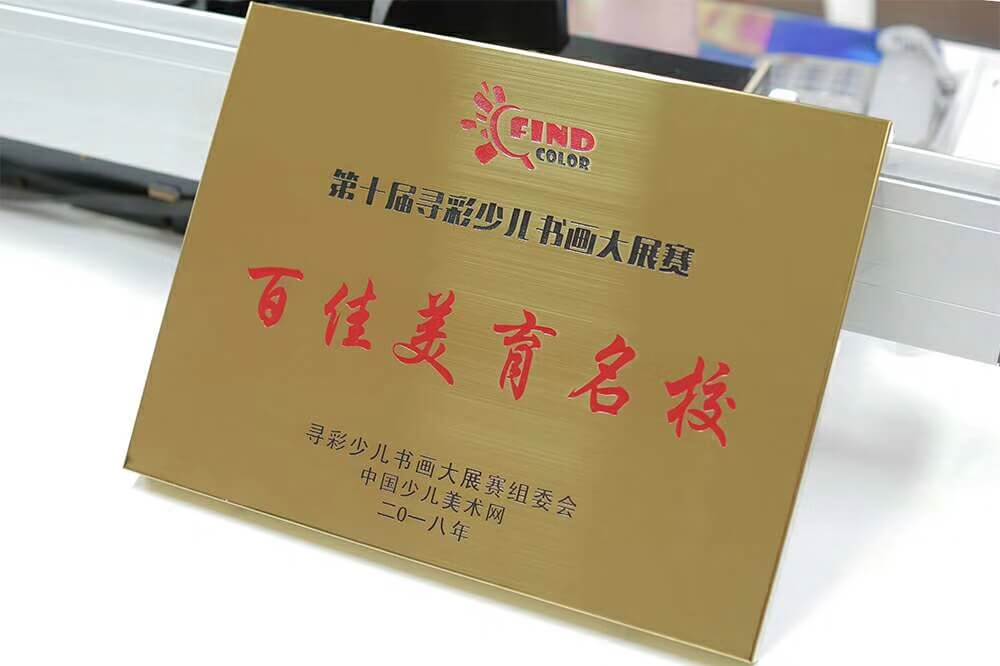 FIND
COLOR
第十届寻彩少儿书画大展赛
百佳美育名校
寻彩少儿书画大展赛组委会
中国少儿美术网
二〇一八年